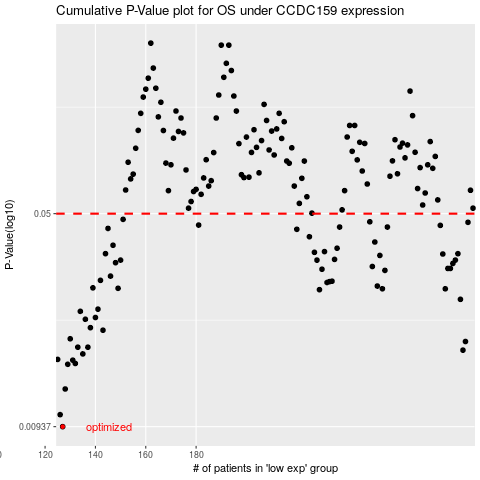 Cumulative P-Value plot for OS under CCDC159 expression
P-Value(log10)
0.05
0.00937
optimized
0 120 140 160 180
# of patients in 'low exp' group